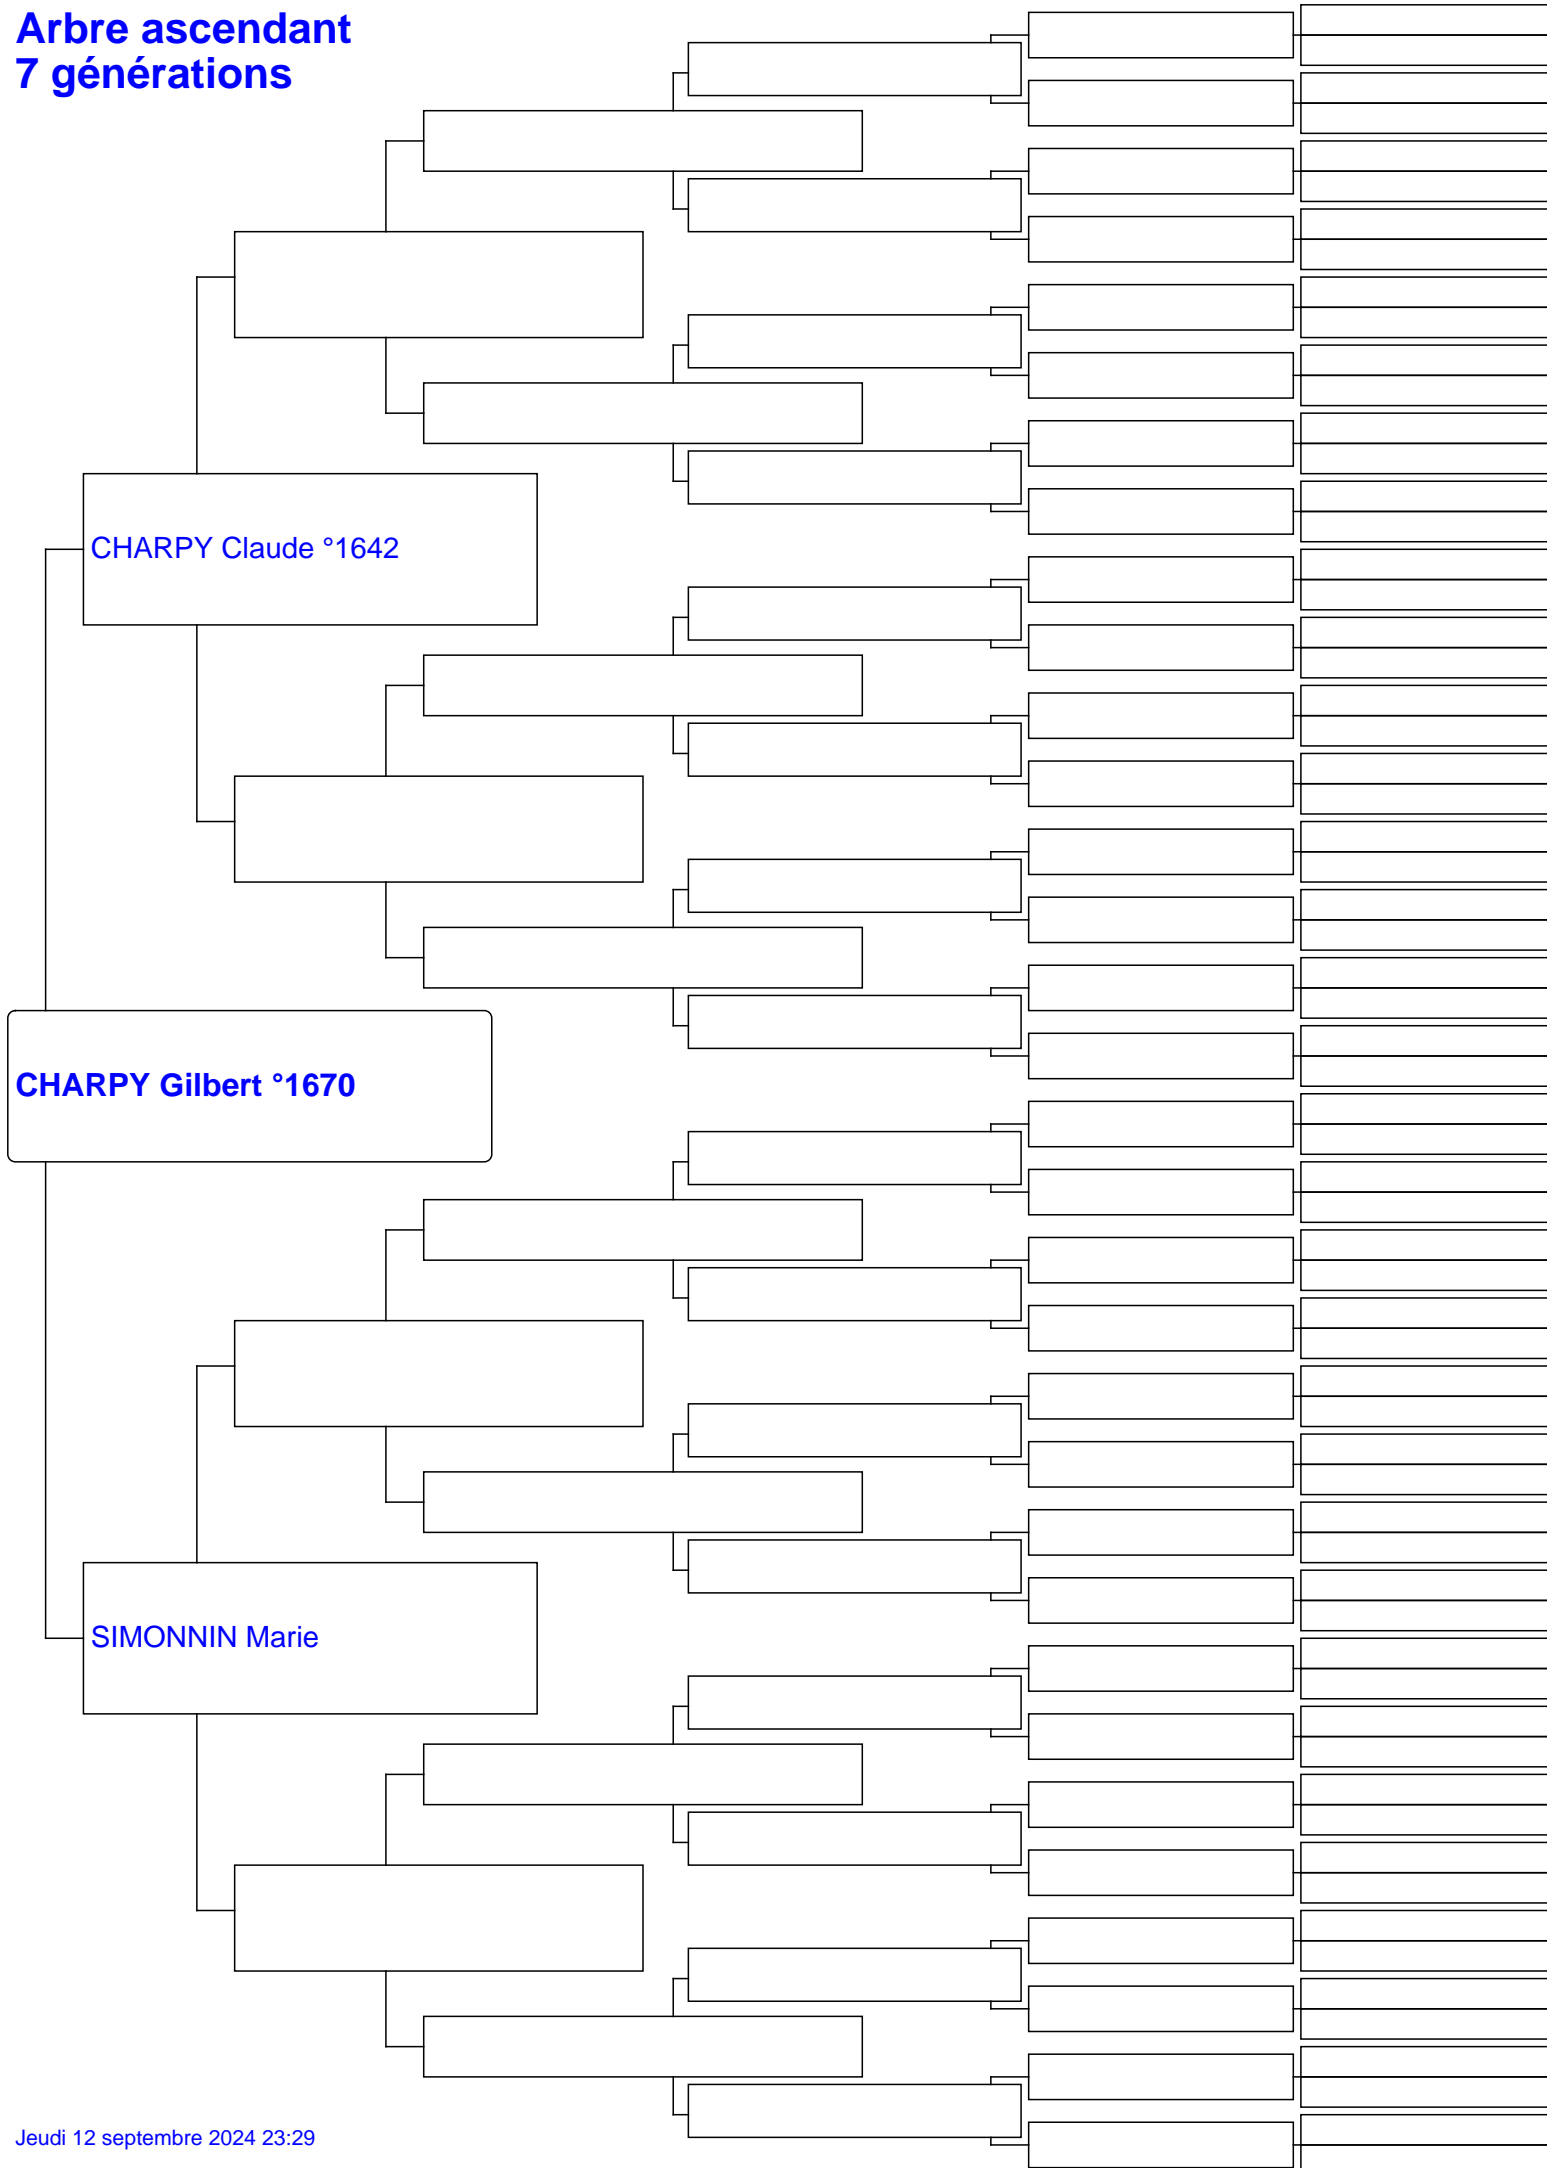 Arbre ascendant
7 générations
CHARPY Claude °1642
CHARPY Gilbert °1670
SIMONNIN Marie
Jeudi 12 septembre 2024 23:29